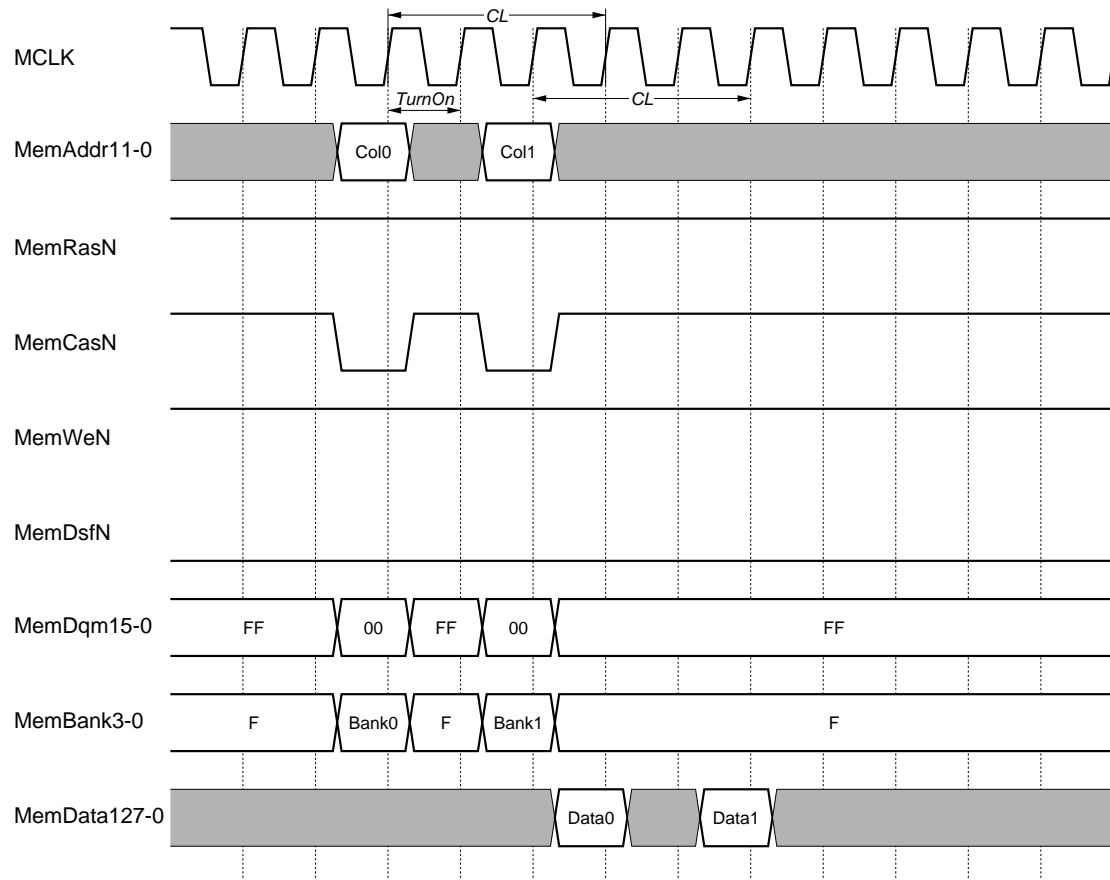 CL
MCLK
TurnOn
CL
MemAddr11-0 Col0 Col1
MemRasN
MemCasN
MemWeN
MemDsfN
MemDqm15-0 FF 00 FF 00 FF
MemBank3-0 F Bank0 F Bank1 F
MemData127-0 Data0 Data1